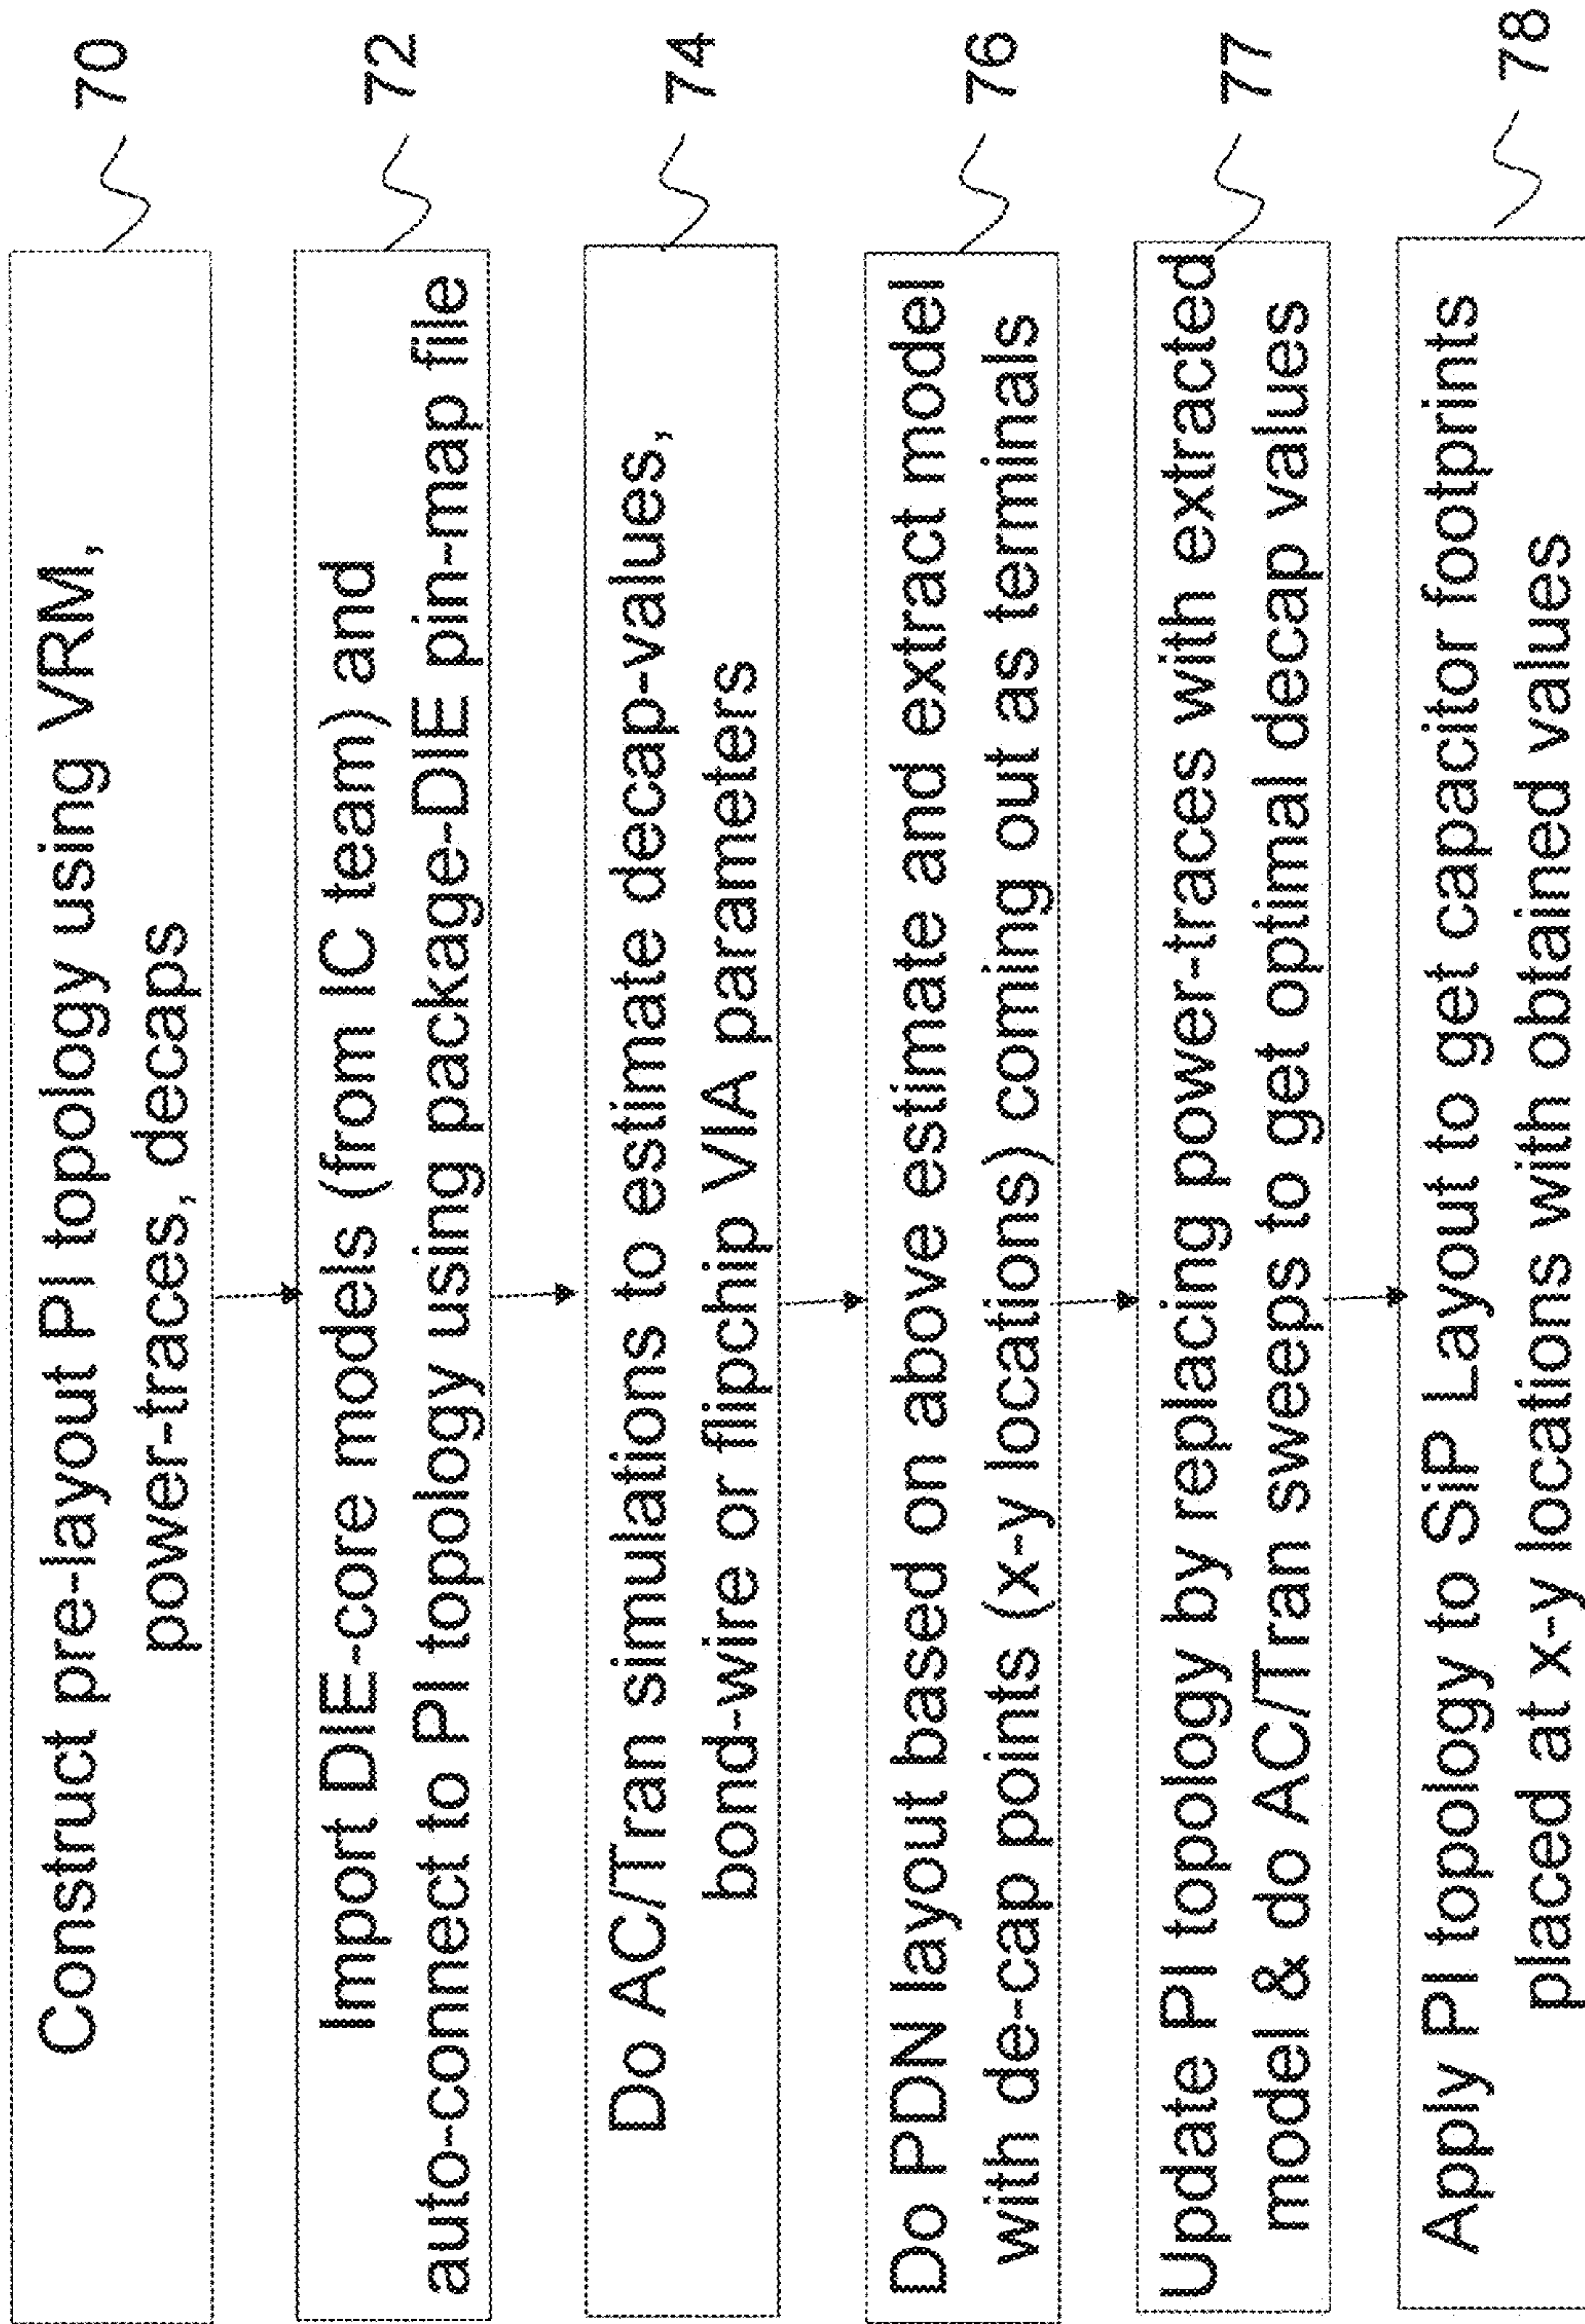 Construct pre-layout PI topology using VRM,
power-traces, decaps
70
Import DIE-core models (from IC team) and
auto-connect to PI topology using package-DIE pin-map file
72
Do AC/Tran simulations to estimate decap-values,
bond-wire or flipchip VIA parameters
74
Do PDN layout based on above estimate and extract model
with de-cap points (x-y locations) coming out as terminals
76
Update PI topology by replacing power-traces with extracted
model & do AC/Tran sweeps to get optimal decap values
77
Apply PI topology to SiP Layout to get capacitor footprints
placed at x-y locations with obtained values
78